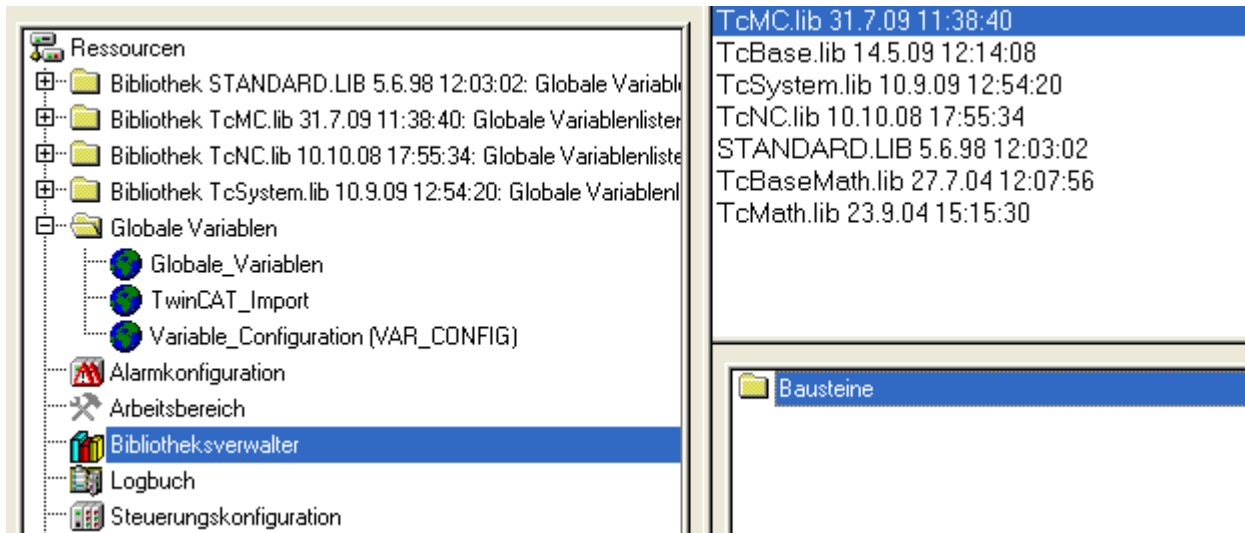 Ressourcen
Bibliothek STANDARD.LIB 5.6.98 12:03:02: Globale
Bibliothek TcMC.lib 31.7.09 11:38:40: Globale Variablenlisten
Bibliothek TcNC.lib 10.10.08 17:55:34: Globale Variablenliste
Bibliothek TcSystem.lib 10.9.09 12:54:20: Globale
Globale Variablen
Globale_Variablen
TwinCAT_Import
Variable_Configuration (VAR_CONFIG)
Alarmkonfiguration
Arbeitsbereich
Bibliotheksverwalter
Logbuch
Steuerungskonfiguration
TcMC.lib 31.7.09 11:38:40
TcBase.lib 14.5.09 12:14:08
TcSystem.lib 10.9.09 12:54:20
TcNC.lib 10.10.08 17:55:34
STANDARD.LIB 5.6.98 12:03:02
TcBaseMath.lib 27.7.04 12:07:56
TcMath.lib 23.9.04 15:15:30
Bausteine